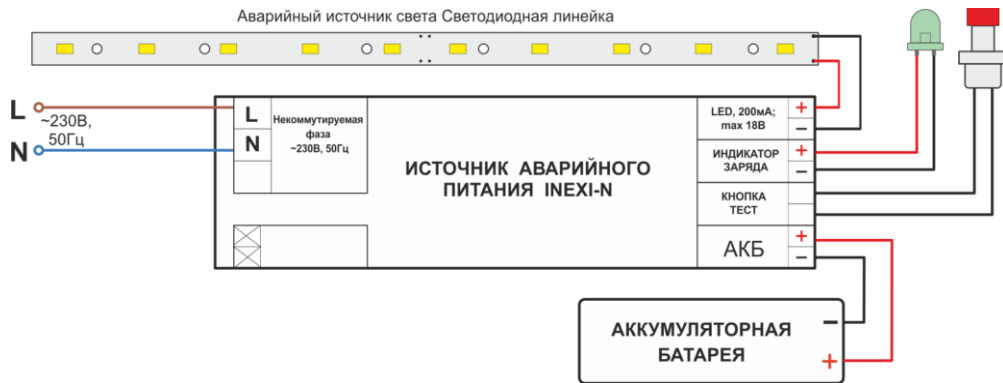 Аварийный источник света Светодиодная линейка
L
~230В,
50Гц
N
L
N
Некоммутируемая
фаза
~230В, 50Гц
ИСТОЧНИК АВАРИЙНОГО
ПИТАНИЯ INEXI-N
LED, 200мА;
max 18В
+
−
ИНДИКАТОР
ЗАРЯДА
+
−
КНОПКА
ТЕСТ
АКБ
+
−
АККУМУЛЯТОРНАЯ
БАТАРЕЯ
−
+